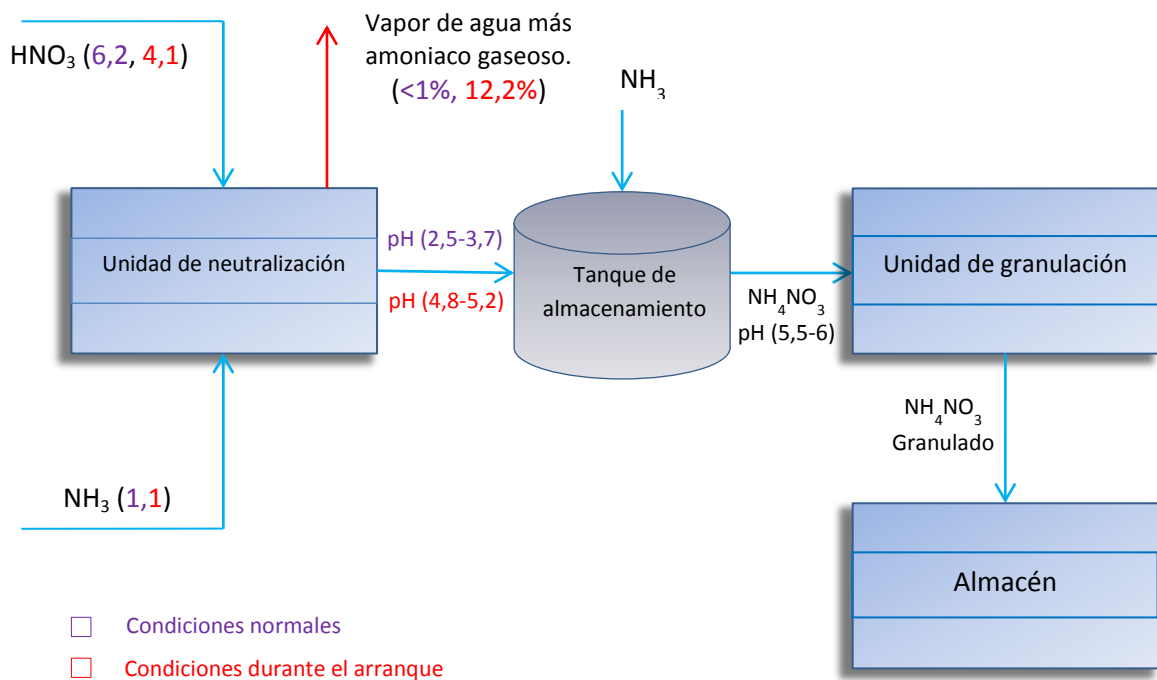 HNO₃ (6,2, 4,1)
Vapor de agua más
amoniaco gaseoso.
(<1%, 12,2%)
NH₃
Unidad de neutralización
pH (2,5-3,7)
pH (4,8-5,2)
Tanque de
almacenamiento
NH₄NO₃
pH (5,5-6)
Unidad de granulación
NH₄NO₃
Granulado
NH₃ (1,1)
Almacén
Condiciones normales
Condiciones durante el arranque